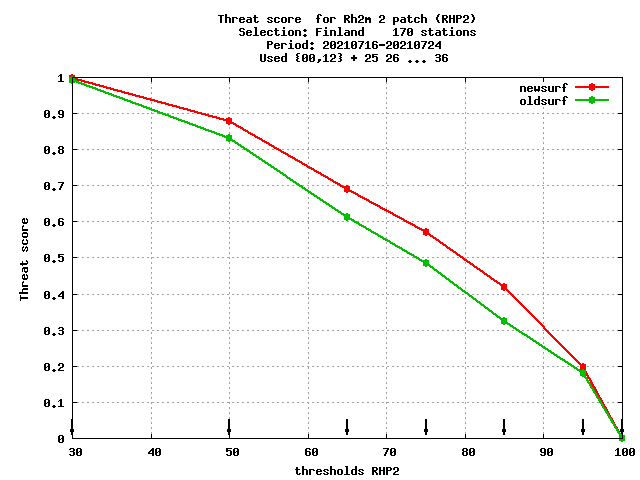 Threat score  for Rh2m 2 patch (RHP2)
Selection: Finland    170 stations
Period: 20210716-20210724
Used {00,12} + 25 26 ... 36
newsurf
oldsurf
1
0.9
0.8
0.7
0.6
0.5
0.4
0.3
0.2
0.1
0
Threat score
30 40 50 60 70 80 90 100
thresholds RHP2